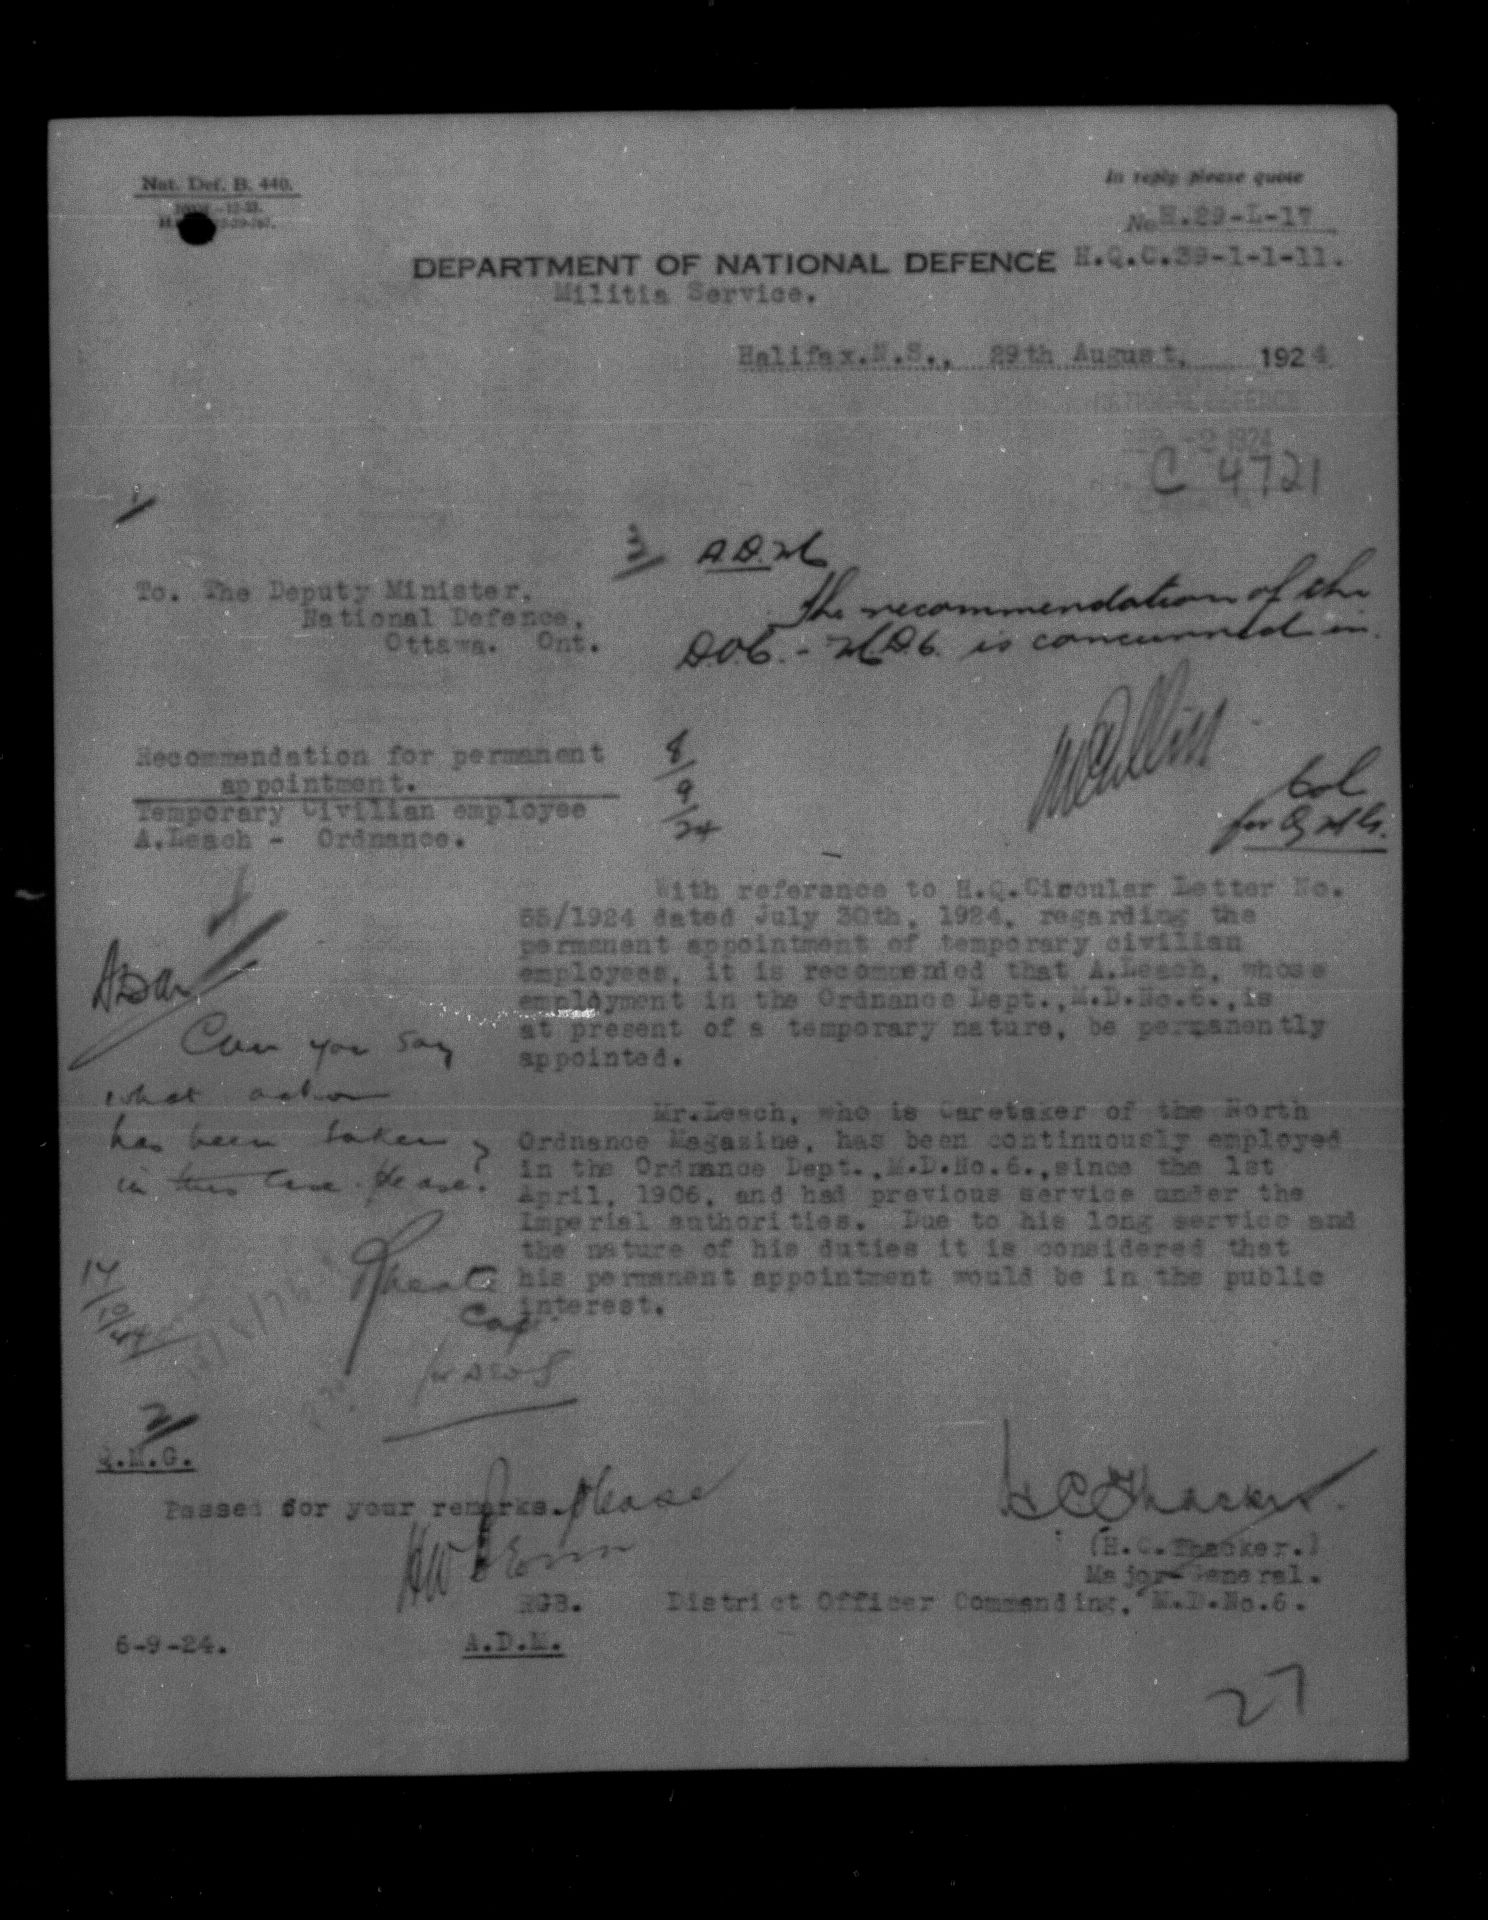 Nat. Def. B. 440.
In reply please quote
No H.29-L-17
DEPARTMENT OF NATIONAL DEFENCE H.Q.C.39-1-1-11.
Militia Service.
Halifax.N.S., 29th August, 1924
NATIONAL DEFENCE
-2 1924
C 4721
1
3 A.D.M
The recommendation of the
D.O.C. - M.D.6. is concurred in.
To. The Deputy Minister,
National Defence,
Ottawa. Ont.
Col
for Q.M.G.
8/9/24
Recommendation for permanent
appointment.
Temporary Civilian employee
A.Leach - Ordnance.
With reference to H.Q.Circular Letter No.
55/1924 dated July 30th, 1924, regarding the
permanent appointment of temporary civilian
employees, it is recommended that A.Leach, whose
employment in the Ordnance Dept.,M.D.No.6.,is
at present of a temporary nature, be permanently
appointed.
Can you say
what action
has been taken
in this case please?
Mr.Leach, who is Caretaker of the North
Ordnance Magazine, has been continuously employed
in the Ordnance Dept.,M.D.No.6.,since the 1st
April, 1906, and had previous service under the
Imperial authorities. Due to his long service and
the nature of his duties it is considered that
his permanent appointment would be in the public
interest.
14/10/24
Cap
for
2
Q.M.G.
Passed for your remarks.please
H C Thacker
(H.C.Thacker.)
Major-General.
RGB. District Officer Commanding, M.D.No.6.
6-9-24. A.D.M.
27